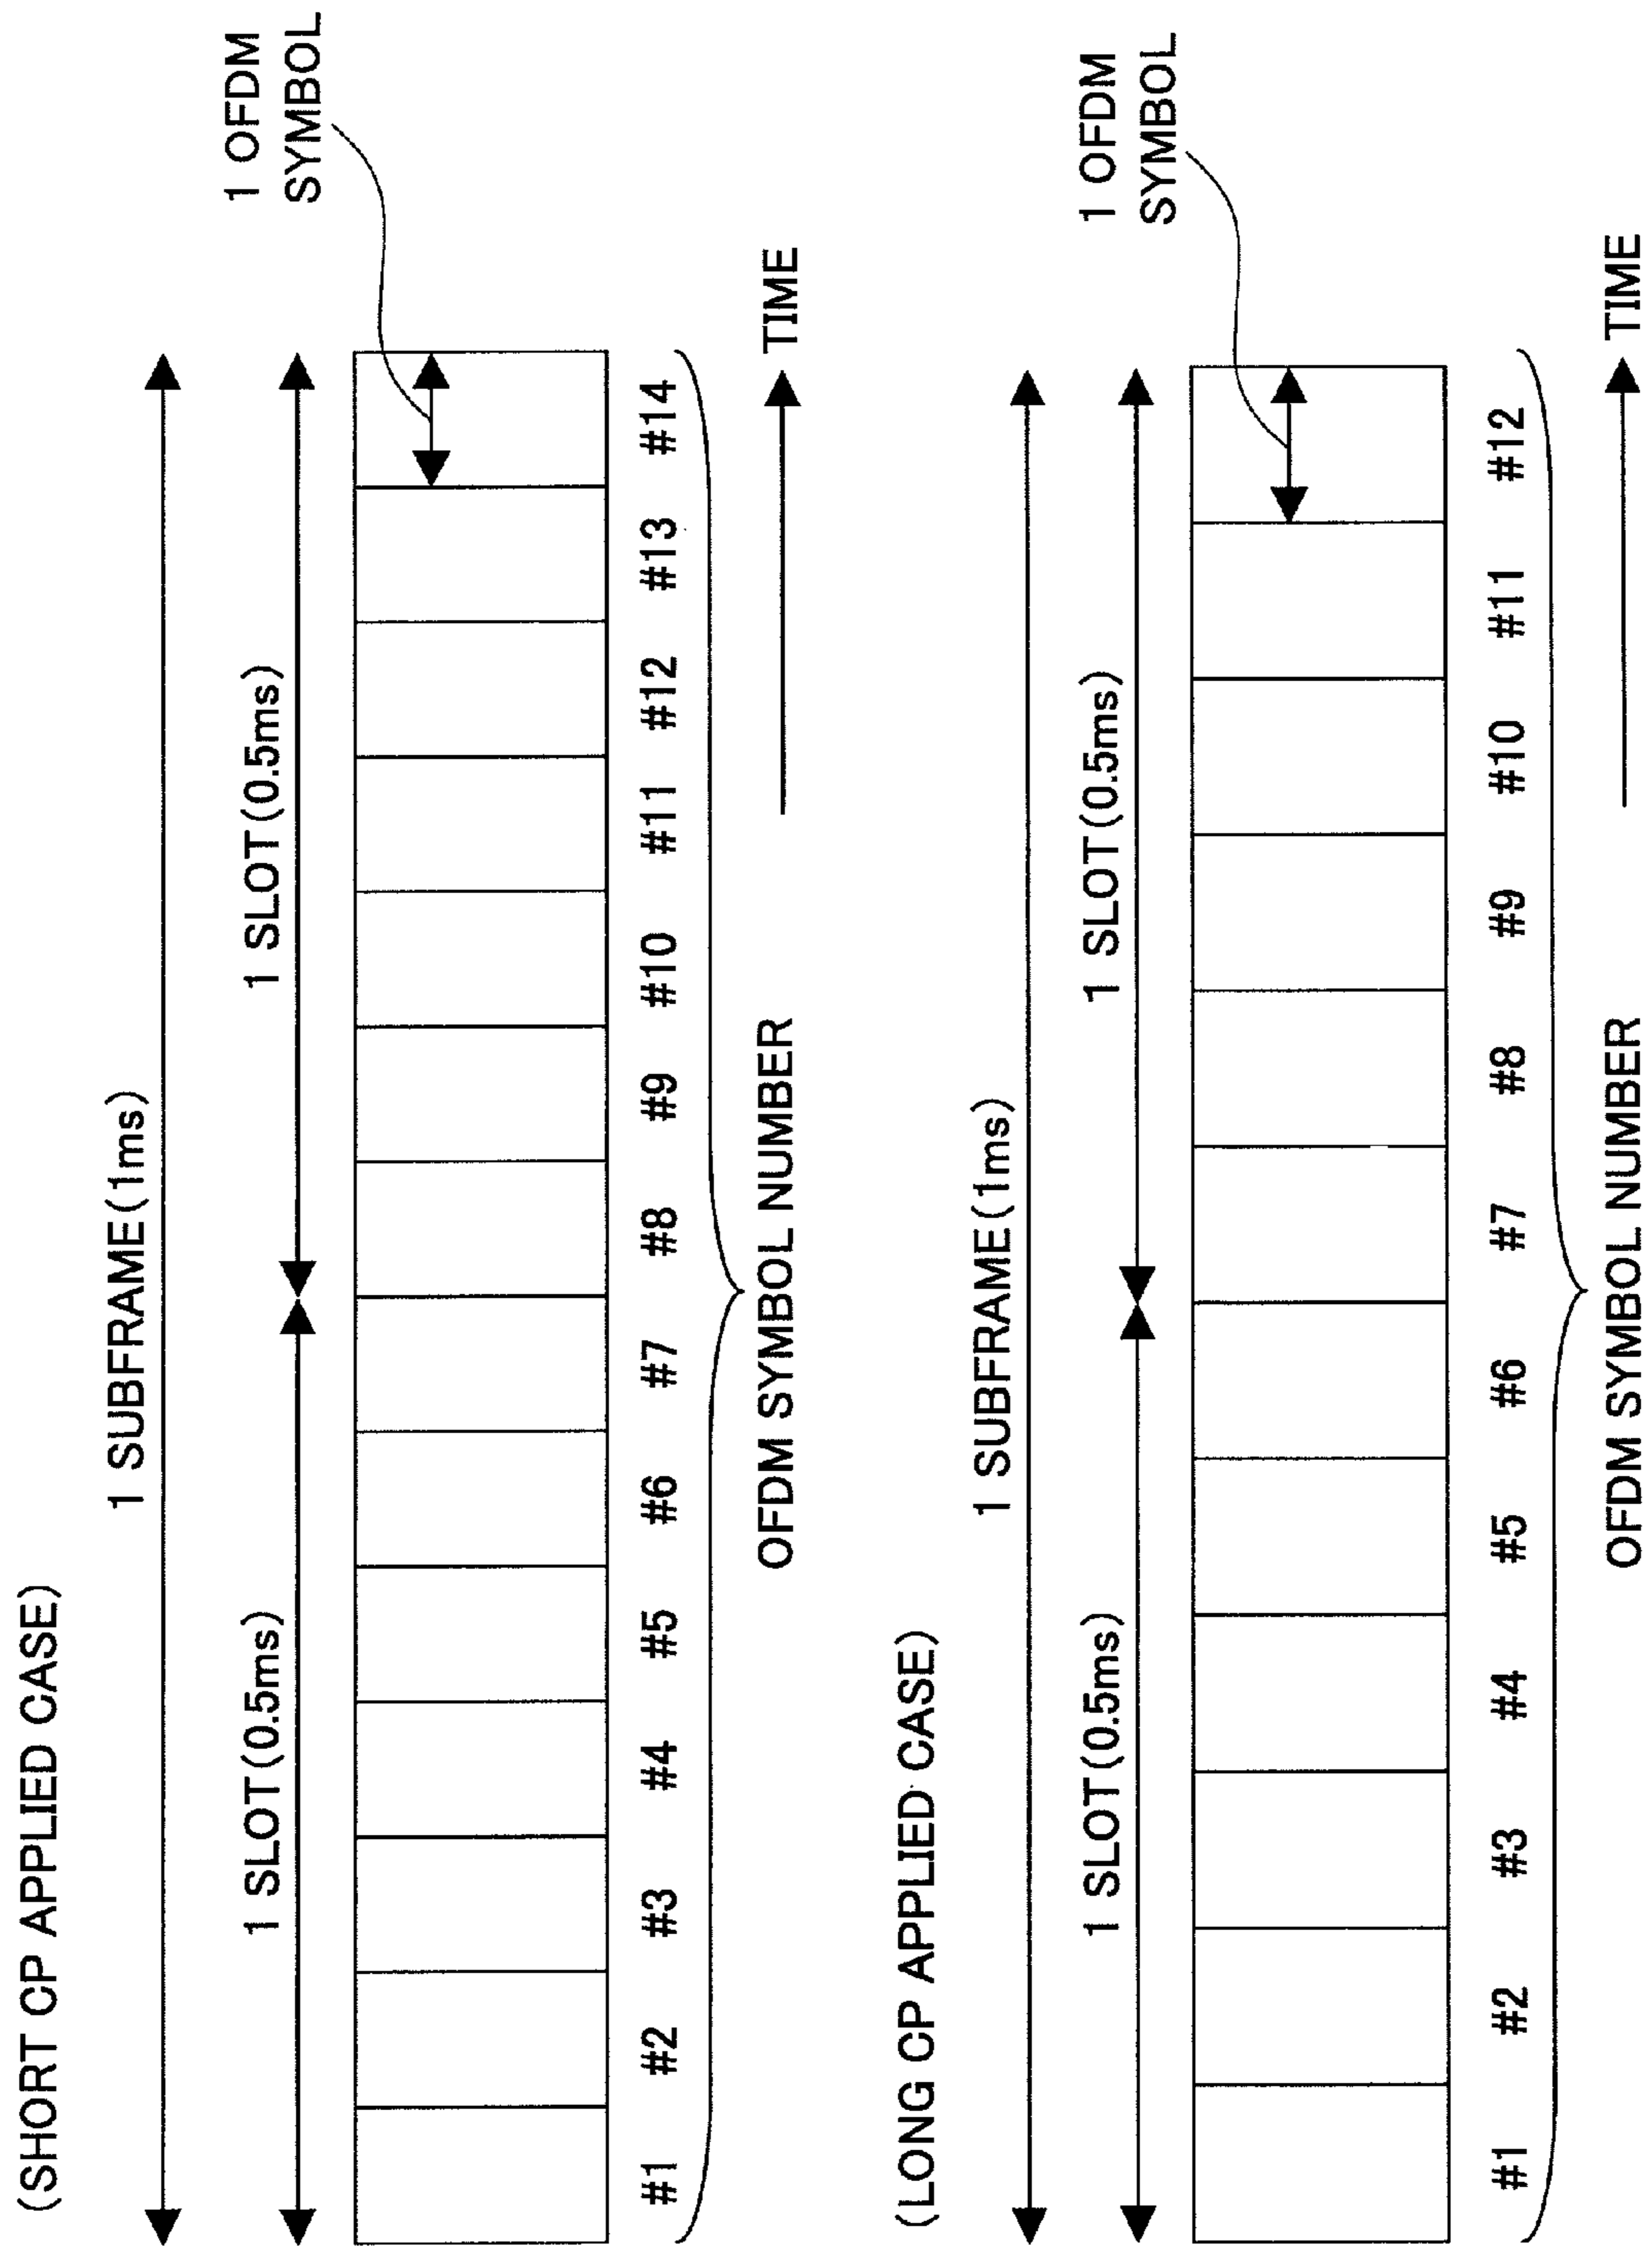 (SHORT CP APPLIED CASE)
1 SUBFRAME(1ms)
1 SLOT(0.5ms)
1 SLOT(0.5ms)
1 OFDM
SYMBOL
#1 #2 #3 #4 #5 #6 #7 #8 #9 #10 #11 #12 #13 #14
OFDM SYMBOL NUMBER
TIME
(LONG CP APPLIED CASE)
1 SUBFRAME(1ms)
1 SLOT(0.5ms)
1 SLOT(0.5ms)
1 OFDM
SYMBOL
#1 #2 #3 #4 #5 #6 #7 #8 #9 #10 #11 #12
OFDM SYMBOL NUMBER
TIME